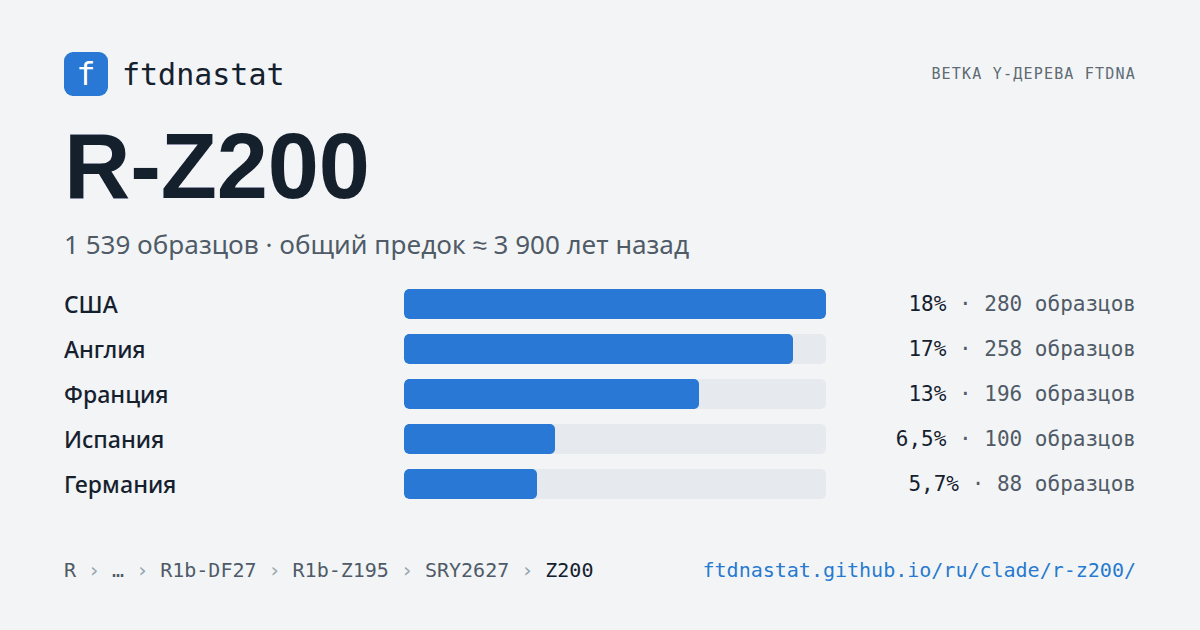 f ftdnastat
ВЕТКА Y-ДЕРЕВА FTDNA
R-Z200
1 539 образцов · общий предок ≈ 3 900 лет назад
США 18% · 280 образцов
Англия 17% · 258 образцов
Франция 13% · 196 образцов
Испания 6,5% · 100 образцов
Германия 5,7% · 88 образцов
R › … › R1b-DF27 › R1b-Z195 › SRY2627 › Z200
ftdnastat.github.io/ru/clade/r-z200/